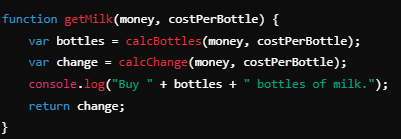 function getMilk(money, costPerBottle) {
var bottles = calcBottles(money, costPerBottle);
var change = calcChange(money, costPerBottle);
console.log("Buy " + bottles + " bottles of milk.");
return change;
}